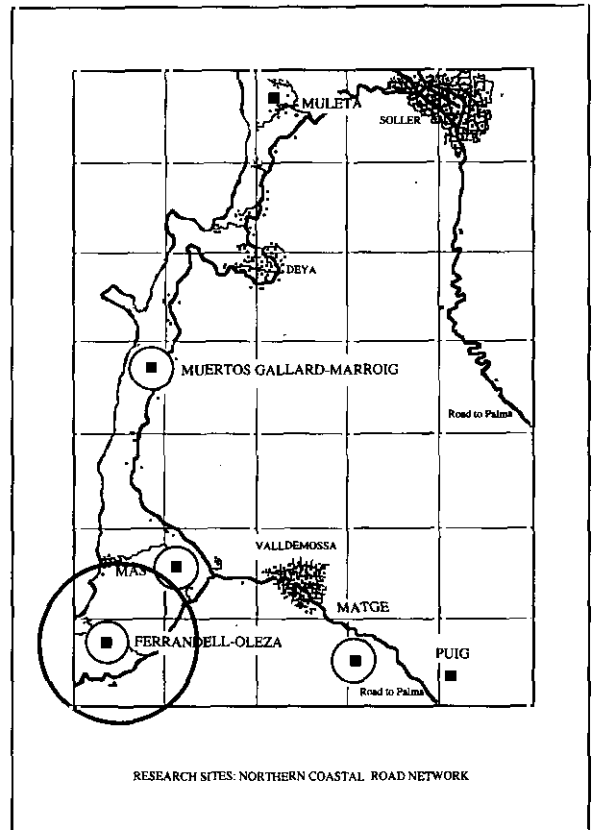 MULETA
SOLLER
DEYA
MUERTOS GALLARD-MARROIG
Road to Palma
VALLDEMOSSA
MAS
MATGE
FERRANDELL-OLEZA
PUIG
Road to Palma
RESEARCH SITES: NORTHERN COASTAL ROAD NETWORK